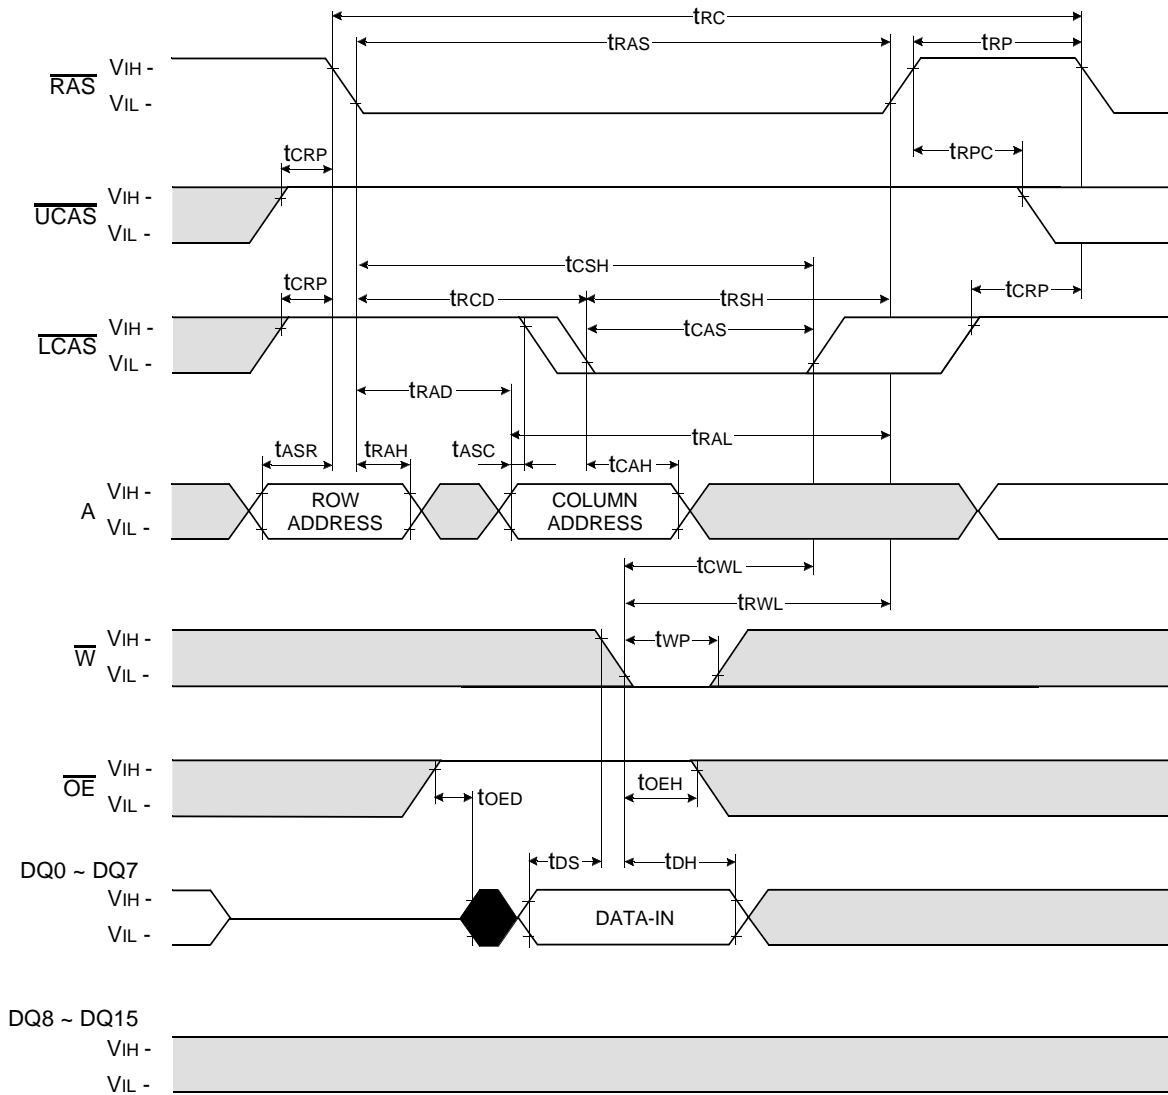 tRC
tRAS
tRP
RAS
VIH -
VIL -
tCRP
tRPC
UCAS
VIH -
VIL -
tCSH
tCRP
tRCD
tRSH
tCRP
LCAS
VIH -
VIL -
tCAS
tRAD
tRAL
tASR
tRAH
tASC
tCAH
A
VIH -
VIL -
ROW
ADDRESS
COLUMN
ADDRESS
tCWL
tRWL
W
VIH -
VIL -
tWP
OE
VIH -
VIL -
tOED
tOEH
tDS
tDH
DQ0 ~ DQ7
VIH -
VIL -
DATA-IN
DQ8 ~ DQ15
VIH -
VIL -